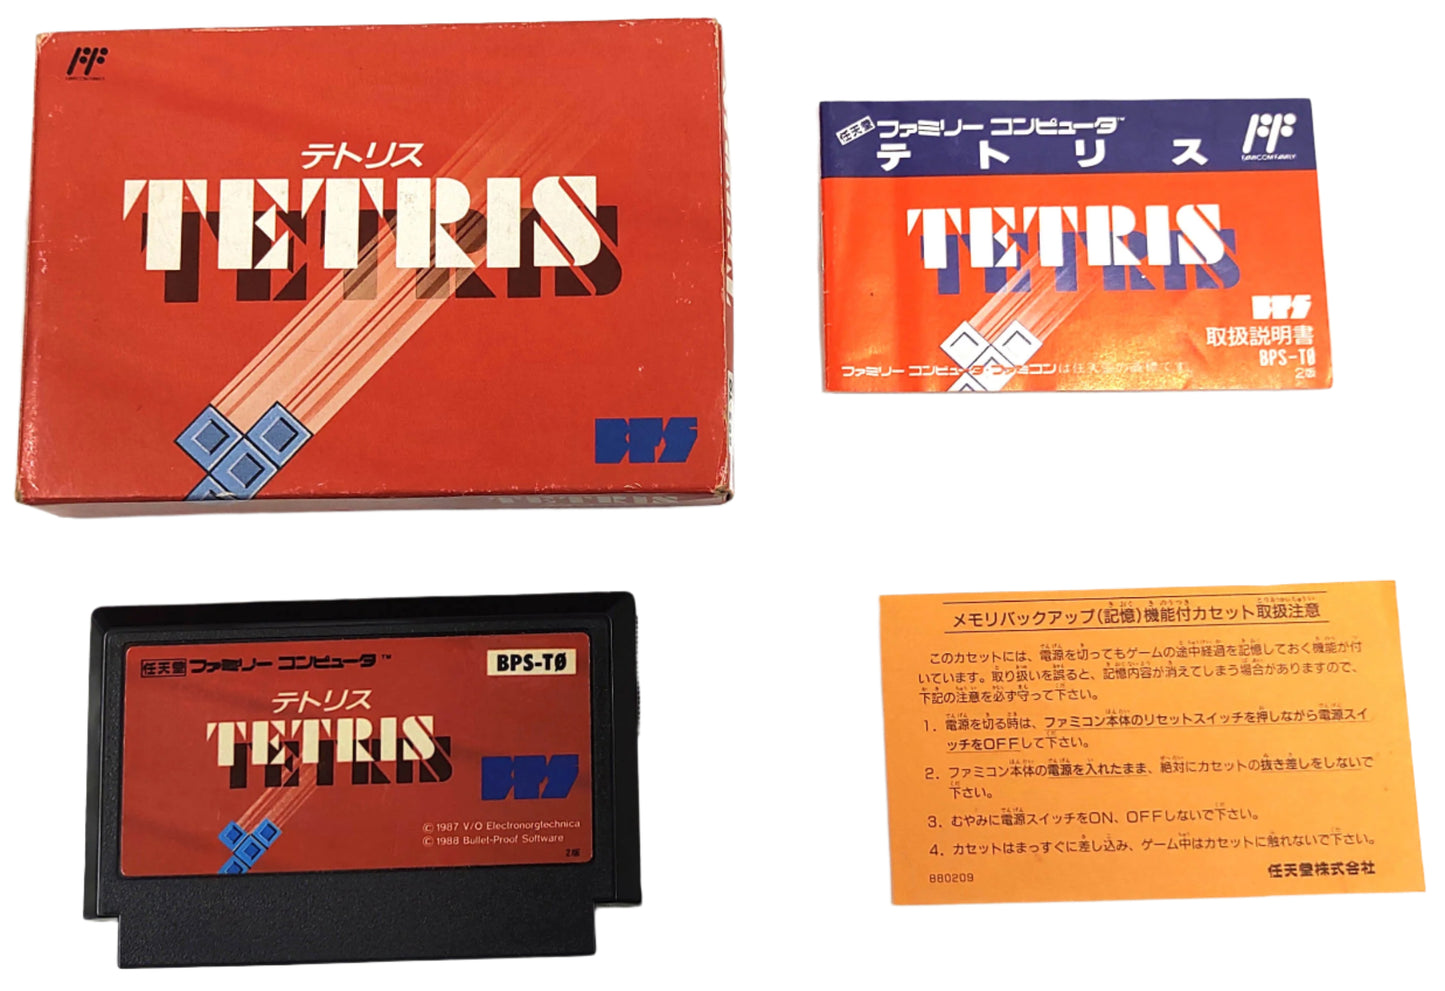 FAMICOM FAMILY
テトリス
TETRIS
BPS
TETRIS
任天堂 ファミリー コンピュータ™
テトリス
FAMICOM FAMILY
TETRIS
BPS
取扱説明書
BPS-TØ
2版
ファミリー コンピュータ・ファミコンは任天堂の商標です。
任天堂 ファミリー コンピュータ™
BPS-TØ
テトリス
TETRIS
BPS
© 1987 V/O Electronorgtechnica
© 1988 Bullet-Proof Software
2版
メモリバックアップ(記憶)機能付カセット取扱注意
このカセットには、電源を切ってもゲームの途中経過を記憶しておく機能が付
いています。取り扱いを誤ると、記憶内容が消えてしまう場合がありますので、
下記の注意を必ず守って下さい。
1. 電源を切る時は、ファミコン本体のリセットスイッチを押しながら電源スイ
ッチをOFFして下さい。
2. ファミコン本体の電源を入れたまま、絶対にカセットの抜き差しをしないで
下さい。
3. むやみに電源スイッチをON、OFFしないで下さい。
4. カセットはまっすぐに差し込み、ゲーム中はカセットに触れないで下さい。
880209
任天堂株式会社